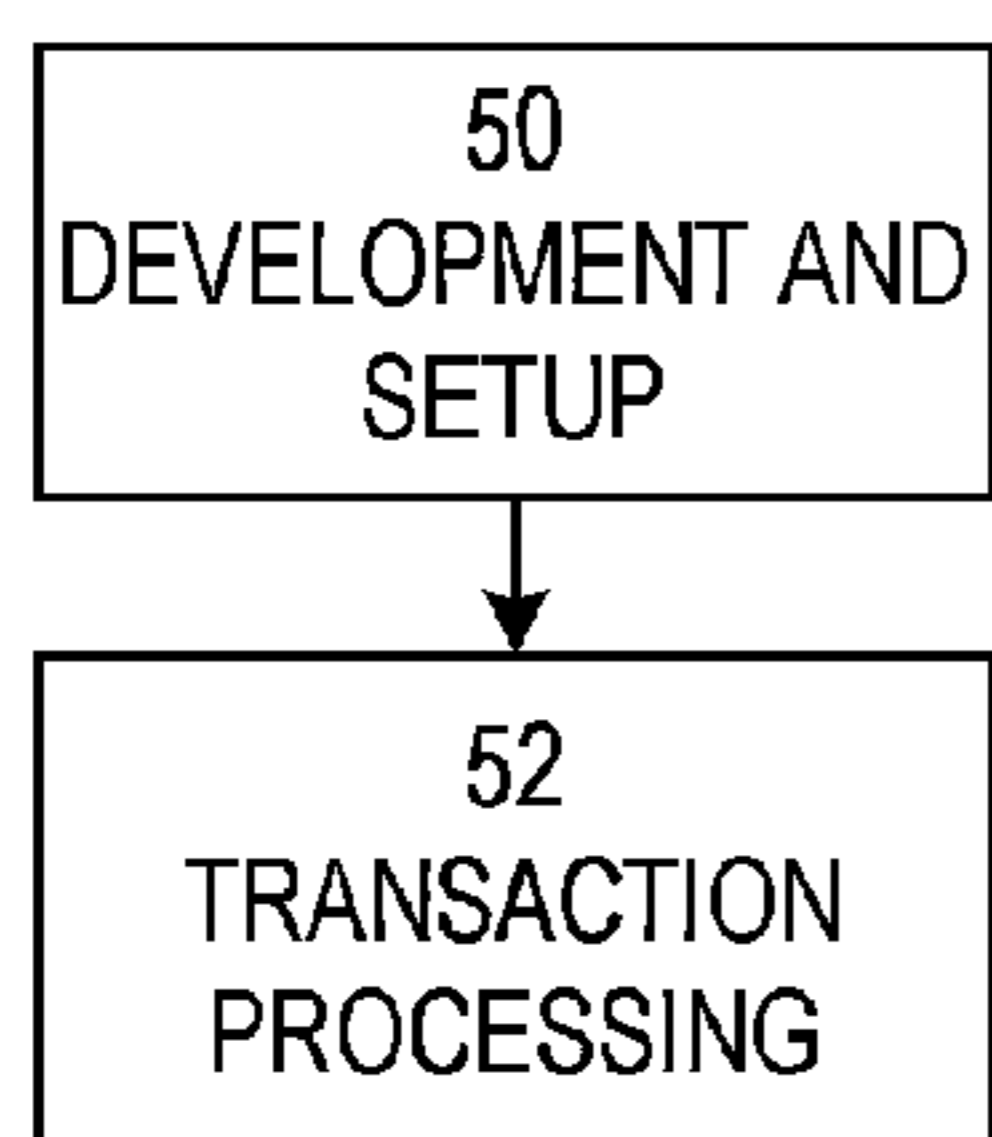 50
DEVELOPMENT AND
SETUP
52
TRANSACTION
PROCESSING